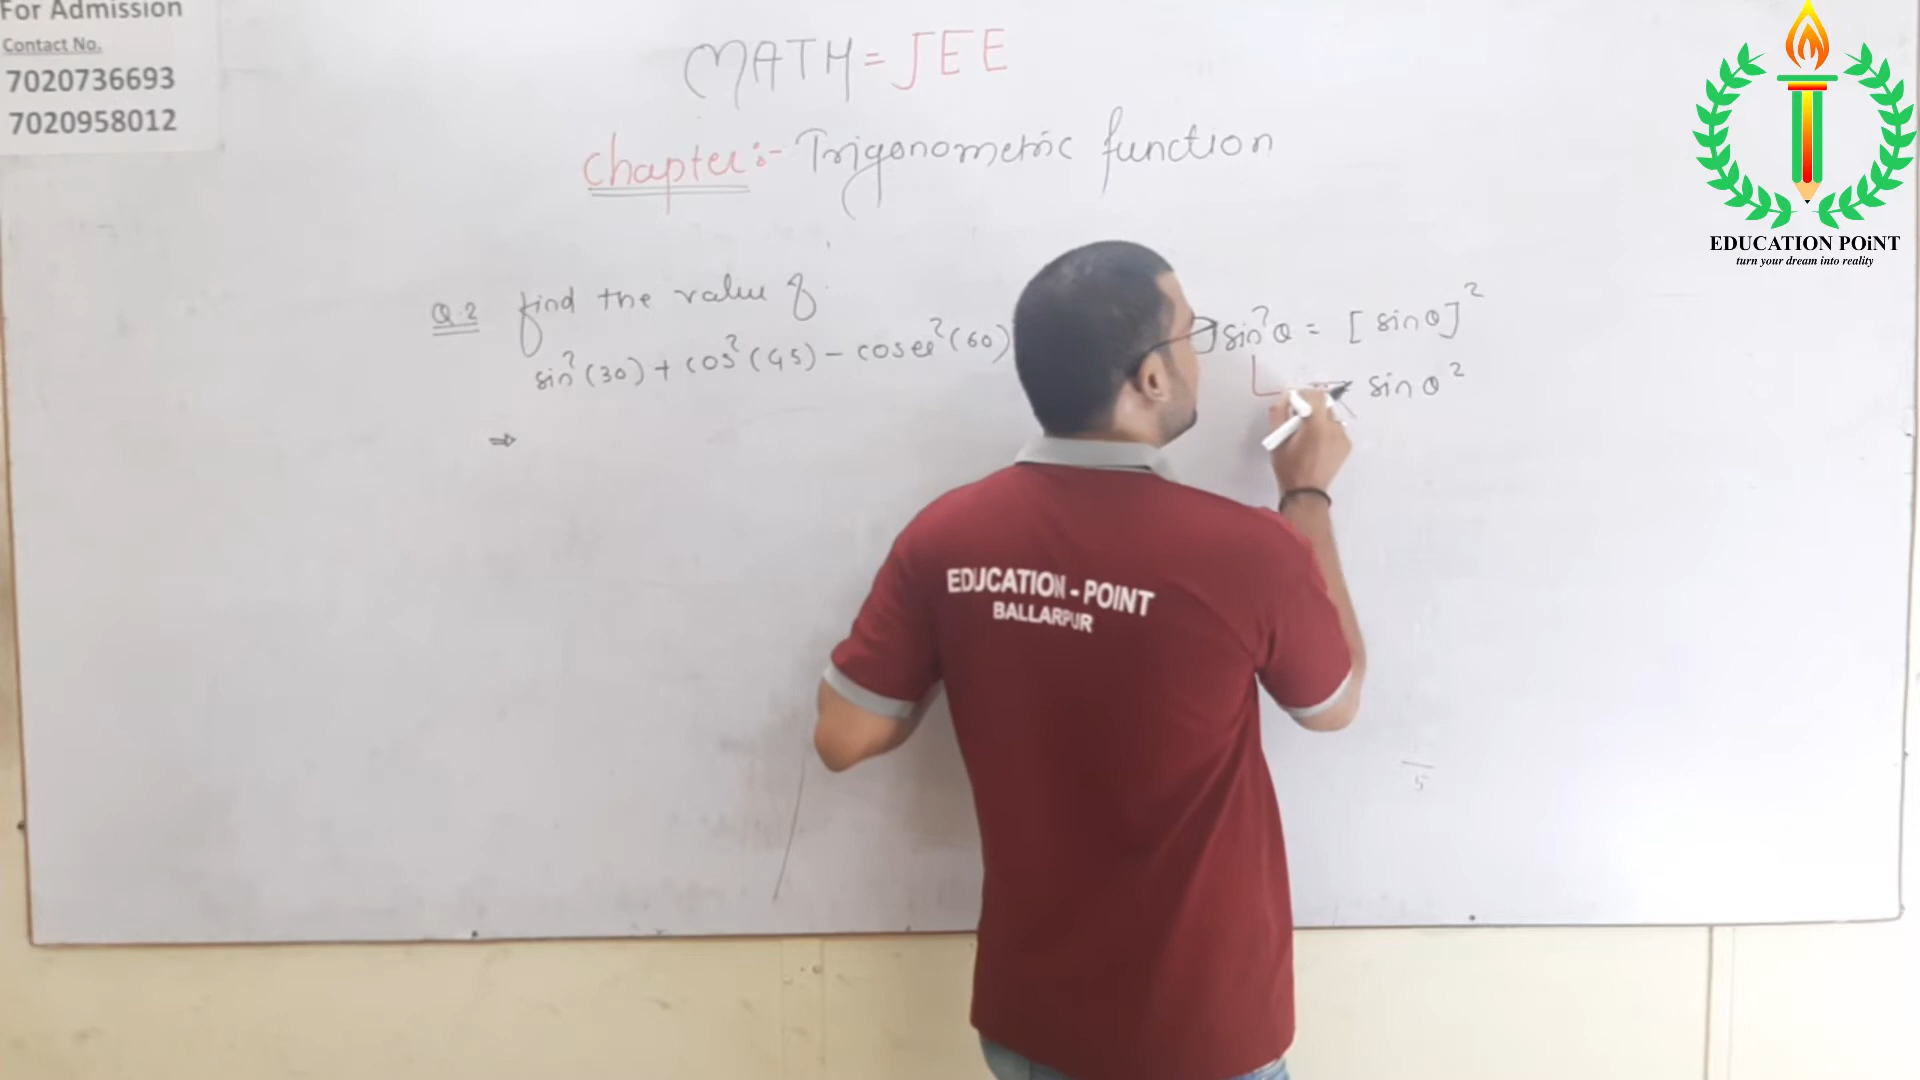 For Admission
Contact No.
7020736693
7020958012
MATH = JEE
Chapter :- Trigonometric function
Q.2 find the value of
sin²(30) + cos²(45) - cosec²(60)
⇒
sin²θ = [sinθ]²
sinθ²
5
EDUCATION - POINT
BALLARPUR
EDUCATION POiNT
turn your dream into reality